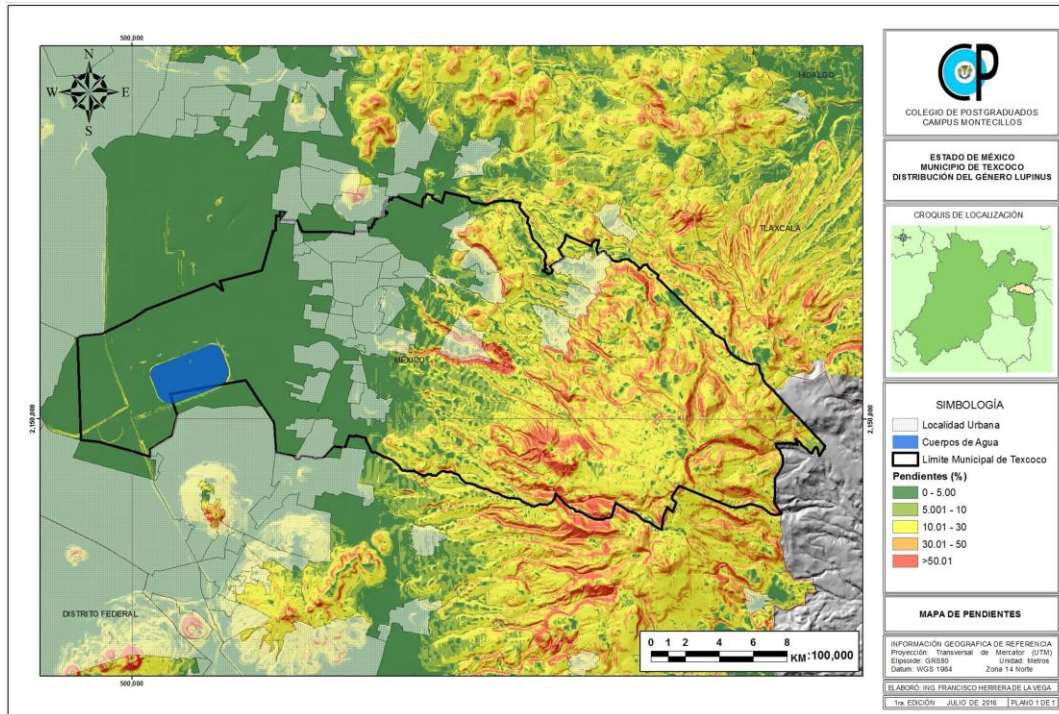 500,000
N
W E
S
HIDALGO
TLAXCALA
MÉXICO
2,150,000
2,150,000
DISTRITO FEDERAL
0 1 2 4 6 8
KM :100,000
500,000
CP
COLEGIO DE POSTGRADUADOS
CAMPUS MONTECILLOS
ESTADO DE MÉXICO
MUNICIPIO DE TEXCOCO
DISTRIBUCIÓN DEL GÉNERO LUPINUS
CROQUIS DE LOCALIZACIÓN
SIMBOLOGÍA
Localidad Urbana
Cuerpos de Agua
Límite Municipal de Texcoco
Pendientes (%)
0 - 5.00
5.001 - 10
10.01 - 30
30.01 - 50
>50.01
MAPA DE PENDIENTES
INFORMACIÓN GEOGRAFICA DE REFERENCIA
Proyección: Transversal de Mercator (UTM)
Elipsoide: GRS80 Unidad: Metros
Datum: WGS 1984 Zona 14 Norte
ELABORÓ: ING. FRANCISCO HERRERA DE LA VEGA
1ra. EDICIÓN JULIO DE 2016 PLANO 1 DE 1